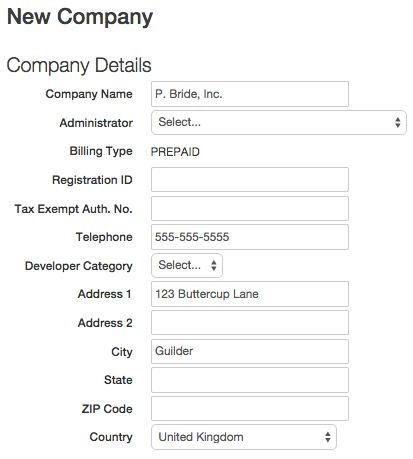 New Company
Company Details
Company Name P. Bride, Inc.
Administrator Select...
Billing Type PREPAID
Registration ID
Tax Exempt Auth. No.
Telephone 555-555-5555
Developer Category Select...
Address 1 123 Buttercup Lane
Address 2
City Guilder
State
ZIP Code
Country United Kingdom